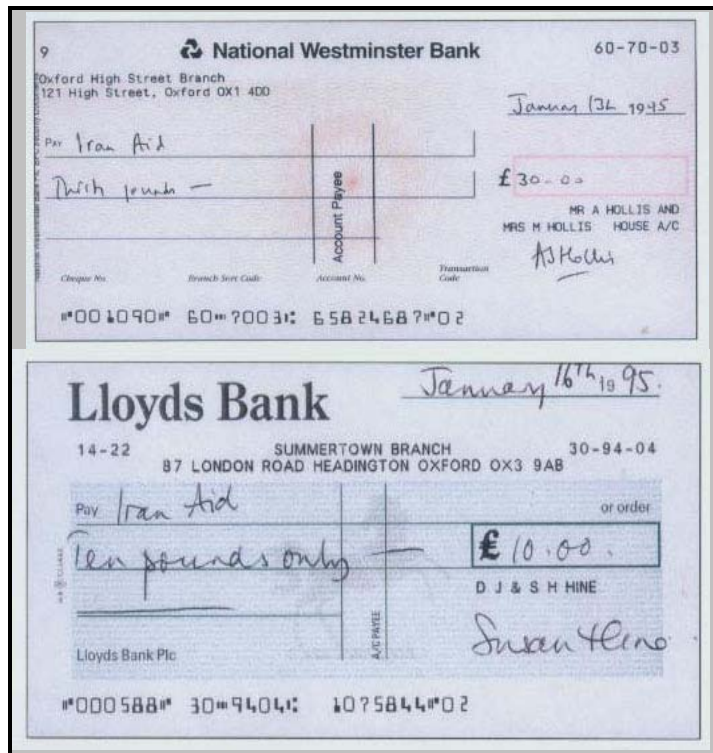 9 National Westminster Bank 60-70-03
Oxford High Street Branch
121 High Street, Oxford OX1 4DD
January 13th 1995
PAY Iran Aid
Thirty pounds —
£ 30-00
Account Payee
MR A HOLLIS AND
MRS M HOLLIS HOUSE A/C
AJ Hollis
Cheque No. Branch Sort Code Account No. Transaction Code
⑈001090⑈ 60⑉7003⑆ 65824687⑈02
January 16th 1995.
Lloyds Bank
14-22 SUMMERTOWN BRANCH 30-94-04
87 LONDON ROAD HEADINGTON OXFORD OX3 9AB
Pay Iran Aid or order
Ten pounds only —
£ 10.00.
D J & S H HINE
A/C PAYEE
Susan Hine
Lloyds Bank Plc
⑈000588⑈ 30⑉9404⑆ 1075844⑈02